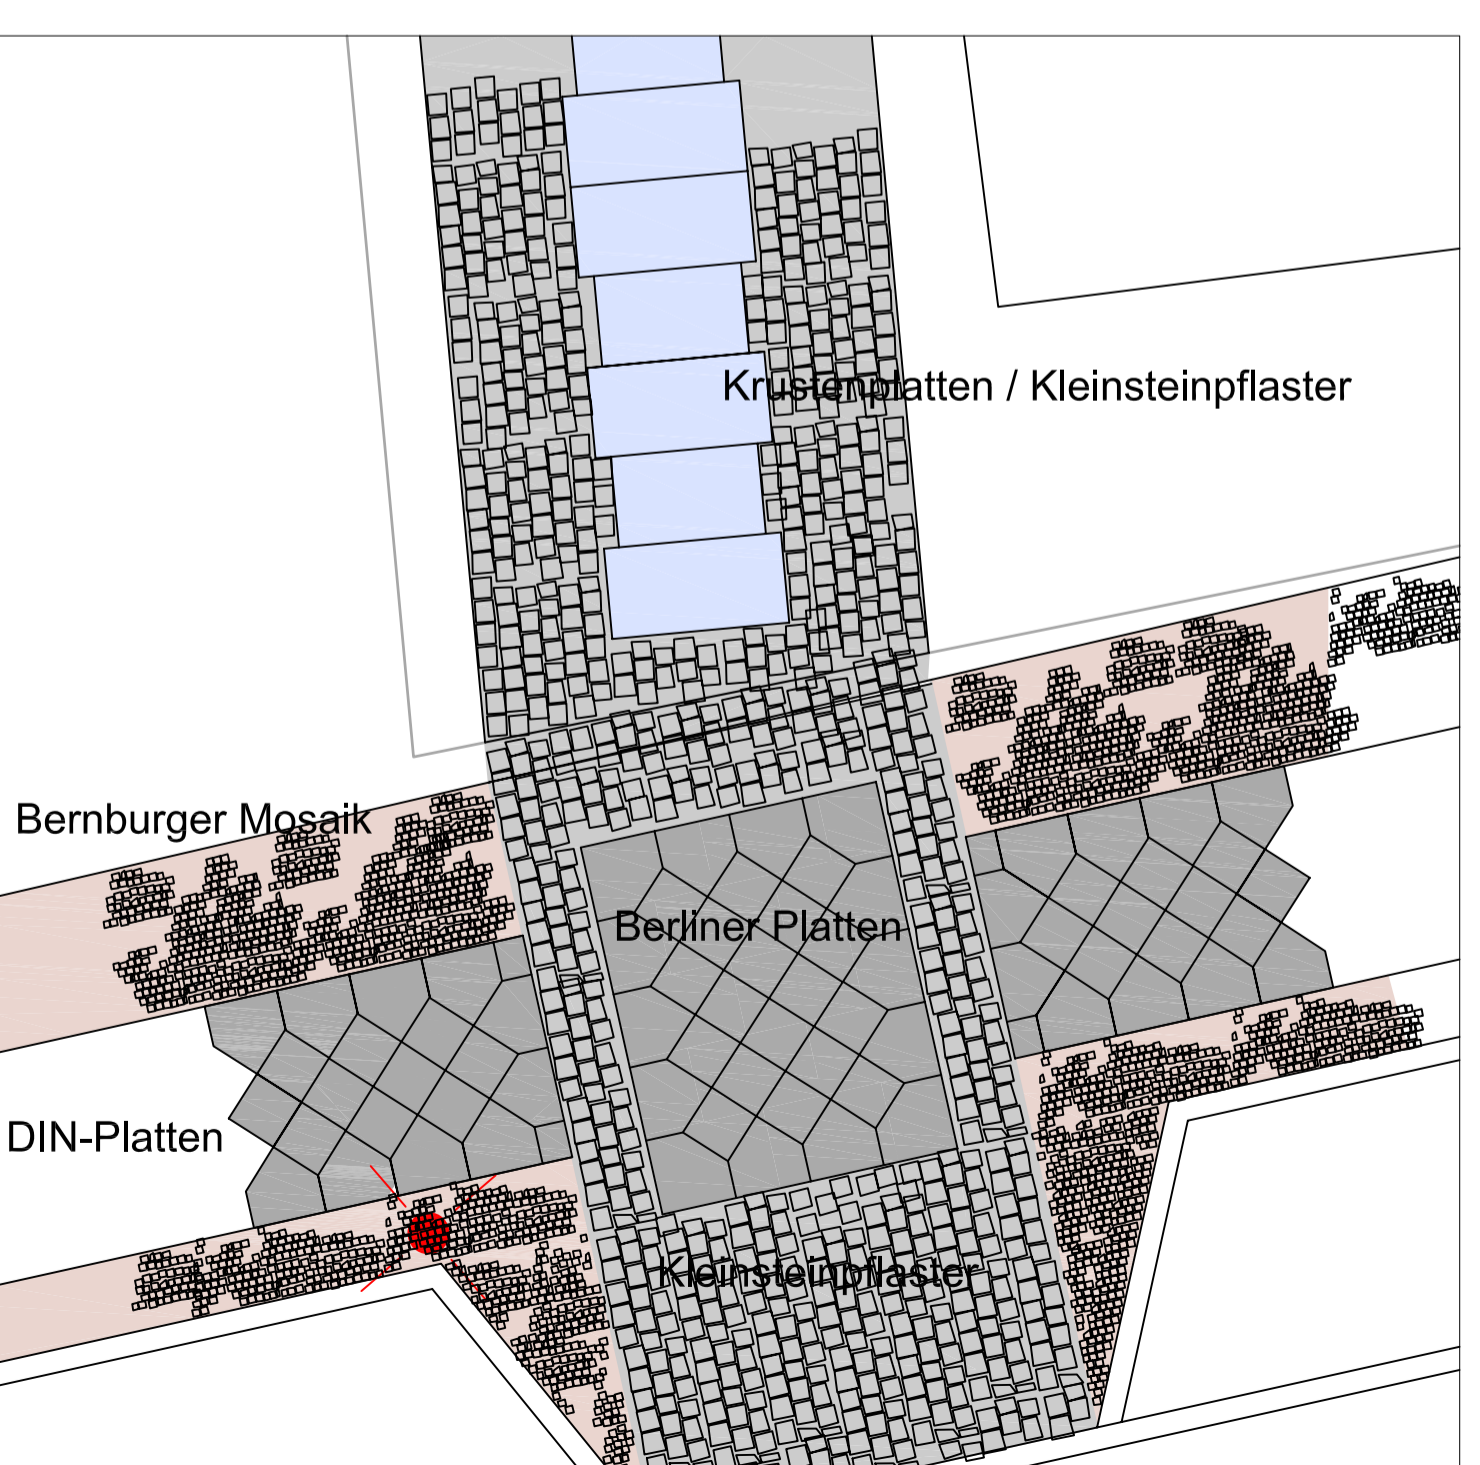 Krustenplatten / Kleinsteinpflaster
Bernburger Mosaik
Berliner Platten
DIN-Platten
Kleinsteinpflaster